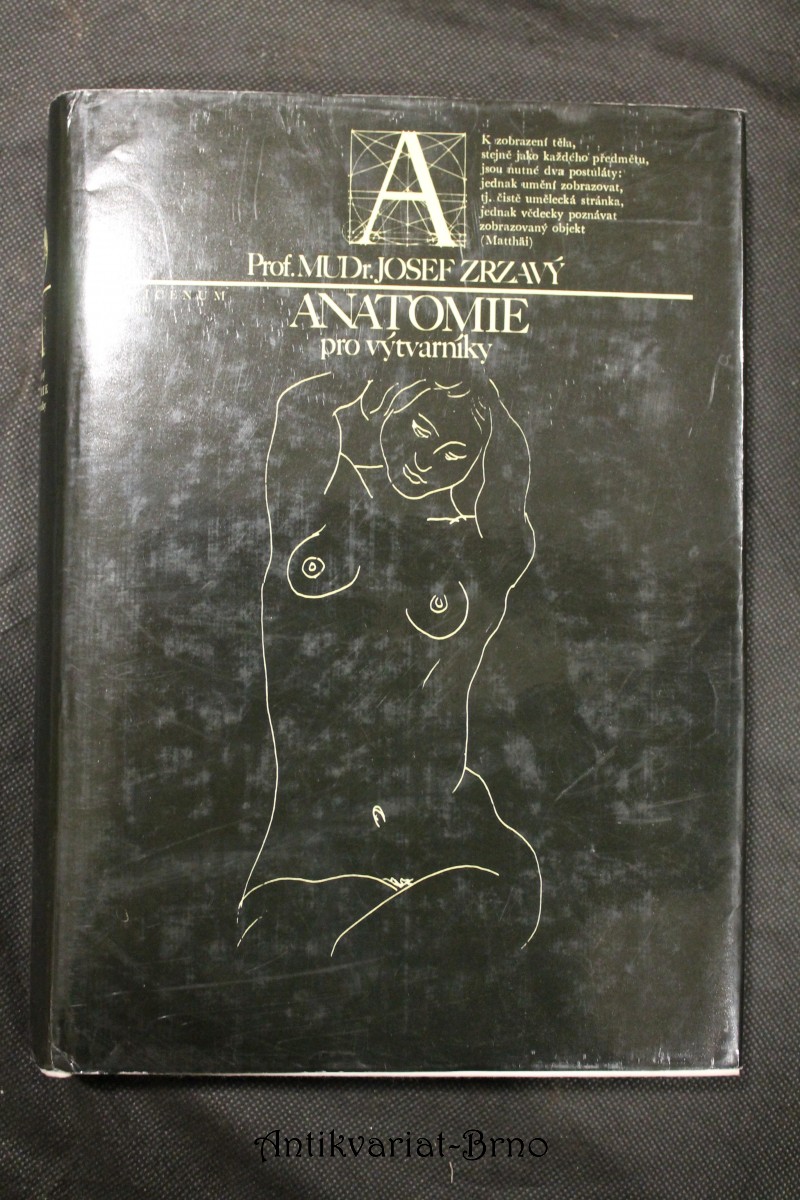 A
K zobrazení těla,
stejně jako každého předmětu,
jsou nutné dva postuláty:
jednak umění zobrazovat,
tj. čistě umělecká stránka,
jednak vědecky poznávat
zobrazovaný objekt
(Matthäi)
Prof. MUDr. JOSEF ZRZAVÝ
ICENUM
ANATOMIE
pro výtvarníky
Antikvariat-Brno